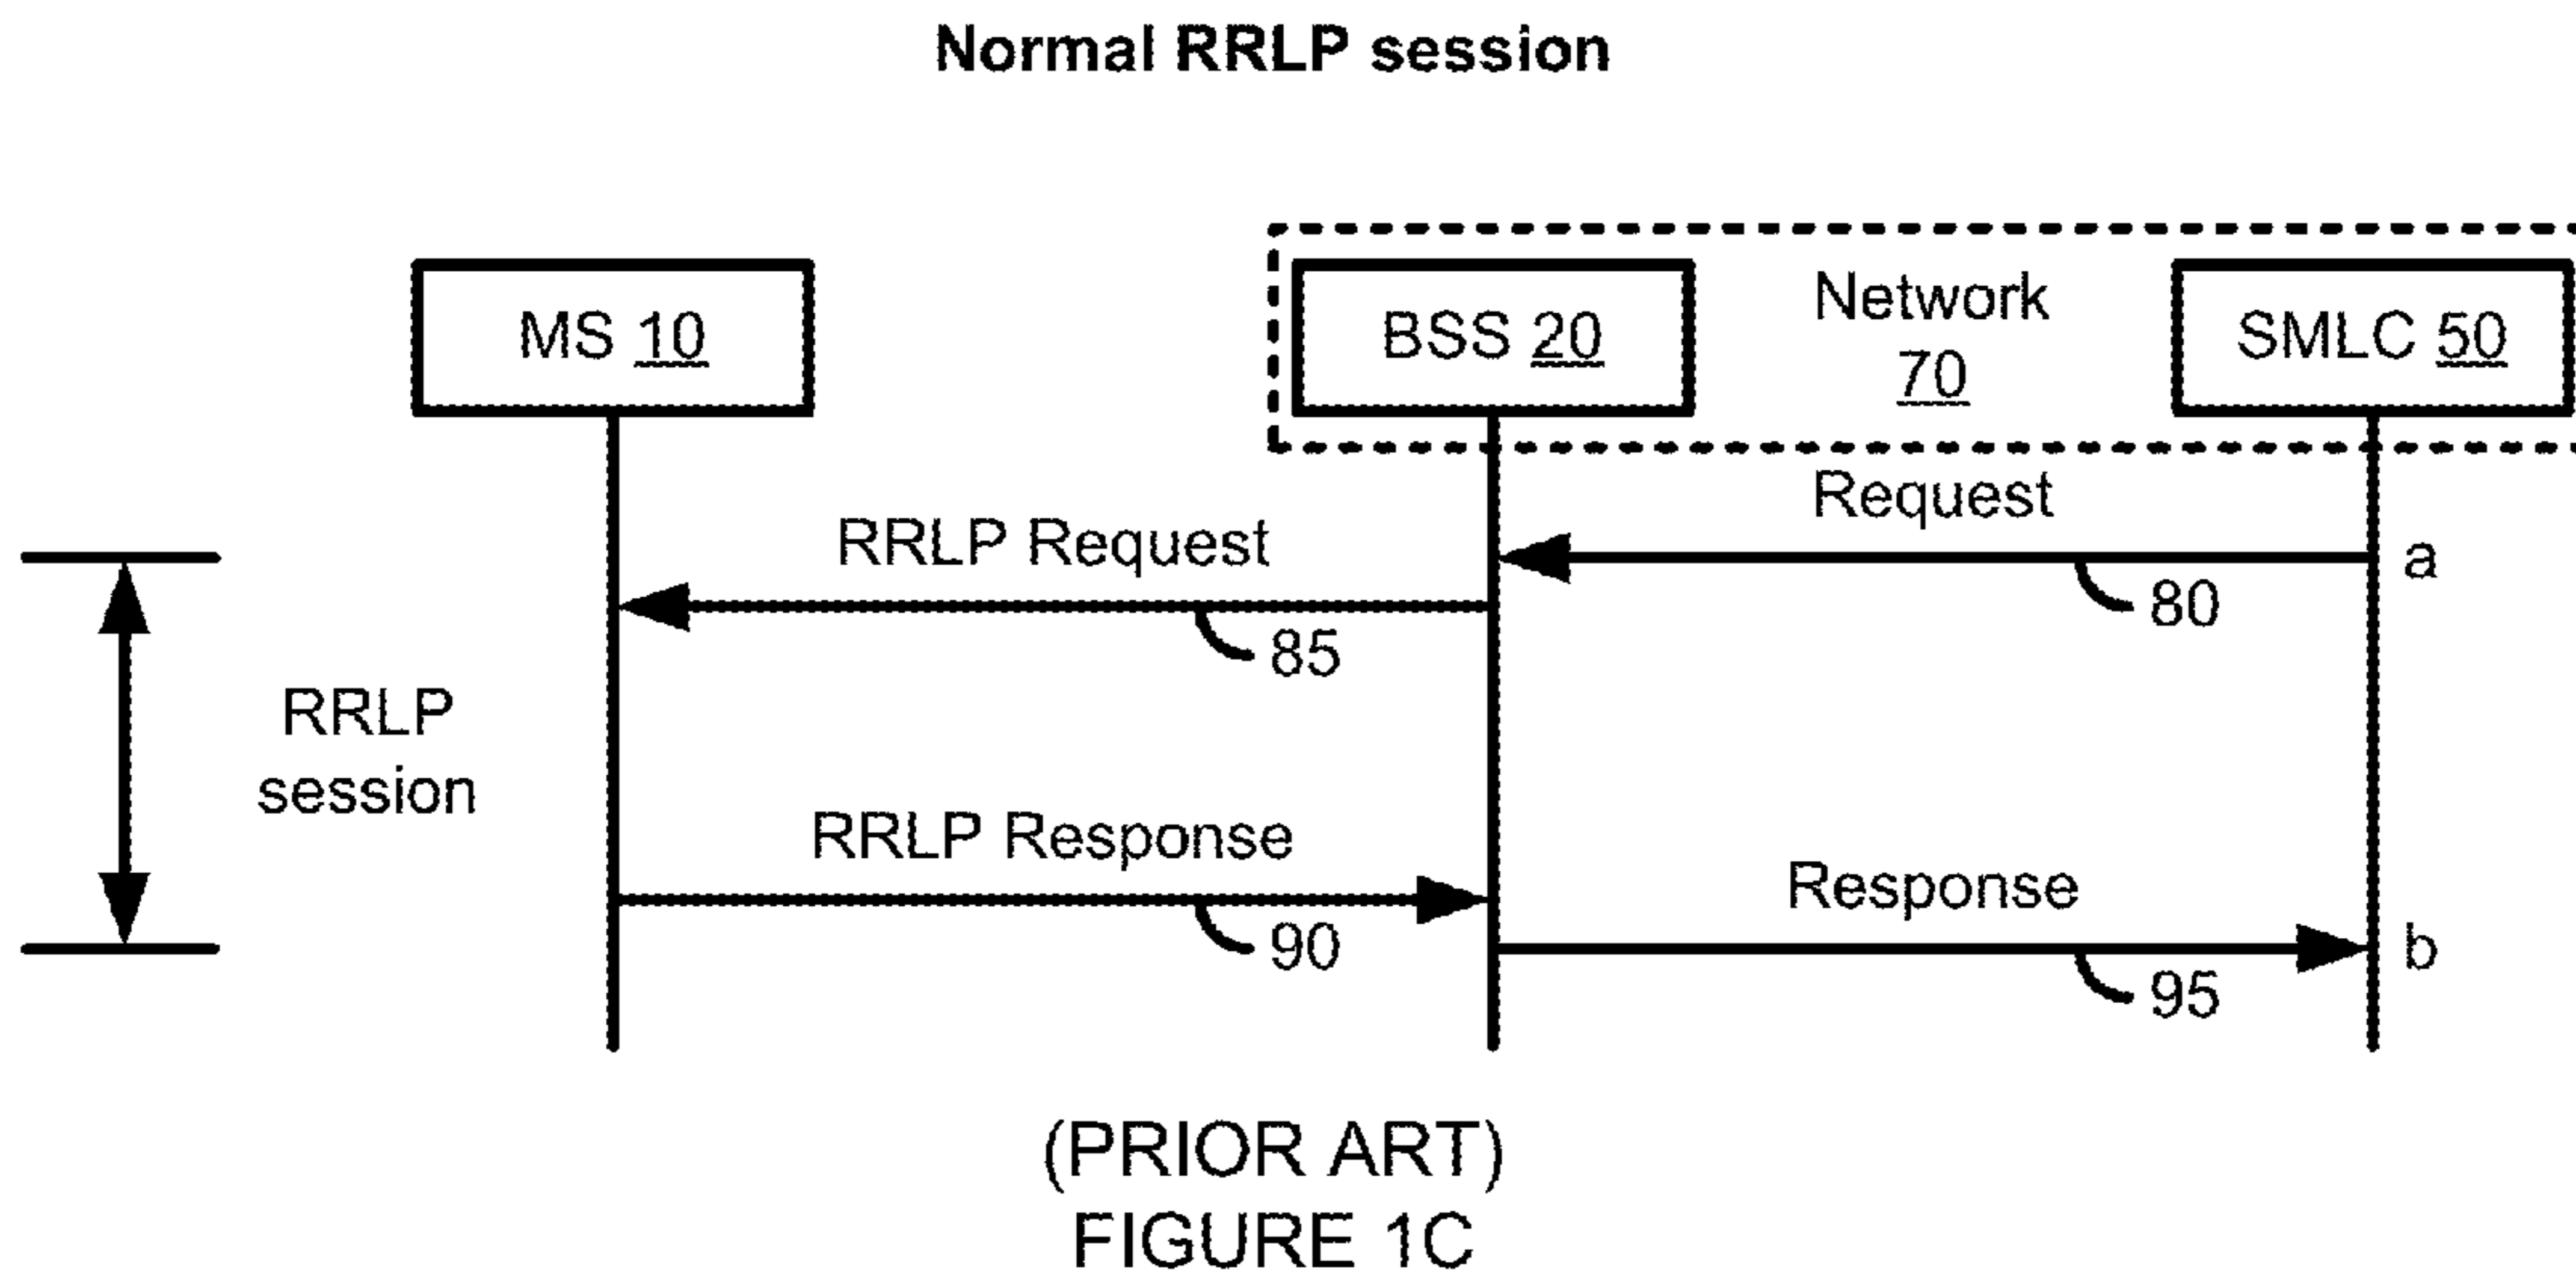 Normal RRLP session
MS 10
BSS 20
Network
70
SMLC 50
Request
a
80
RRLP Request
85
RRLP
session
RRLP Response
90
Response
b
95
(PRIOR ART)
FIGURE 1C